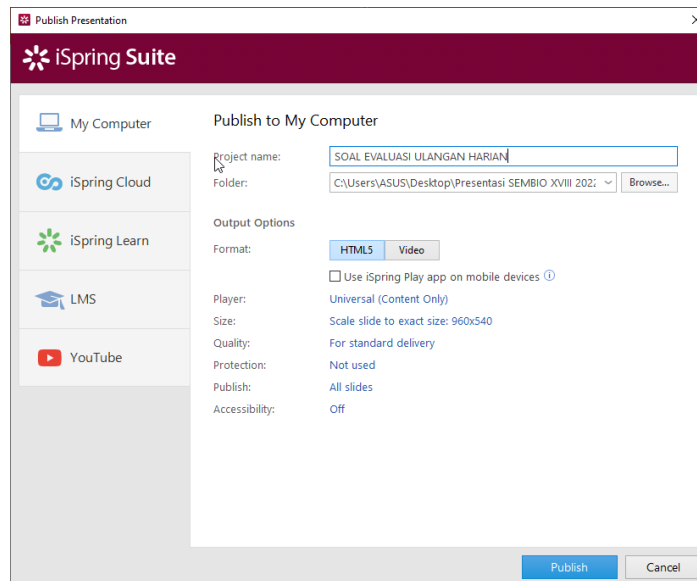 Publish Presentation
iSpring Suite
My Computer
iSpring Cloud
iSpring Learn
LMS
YouTube
Publish to My Computer
Project name: SOAL EVALUASI ULANGAN HARIAN
Folder: C:\Users\ASUS\Desktop\Presentasi SEMBIO XVIII 2022 Browse...
Output Options
Format: HTML5 Video
Use iSpring Play app on mobile devices
Player: Universal (Content Only)
Size: Scale slide to exact size: 960x540
Quality: For standard delivery
Protection: Not used
Publish: All slides
Accessibility: Off
Publish Cancel